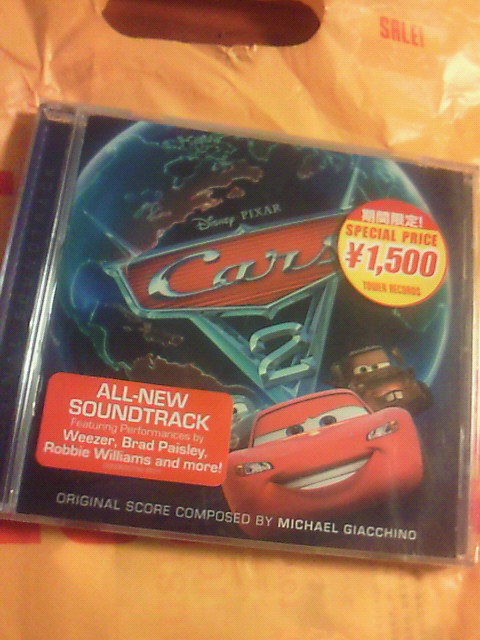 SALE!
Disney PIXAR
Cars
2
期間限定!
SPECIAL PRICE
¥1,500
TOWER RECORDS
ALL-NEW
SOUNDTRACK
Featuring Performances by
Weezer, Brad Paisley,
Robbie Williams and more!
ORIGINAL SCORE COMPOSED BY MICHAEL GIACCHINO